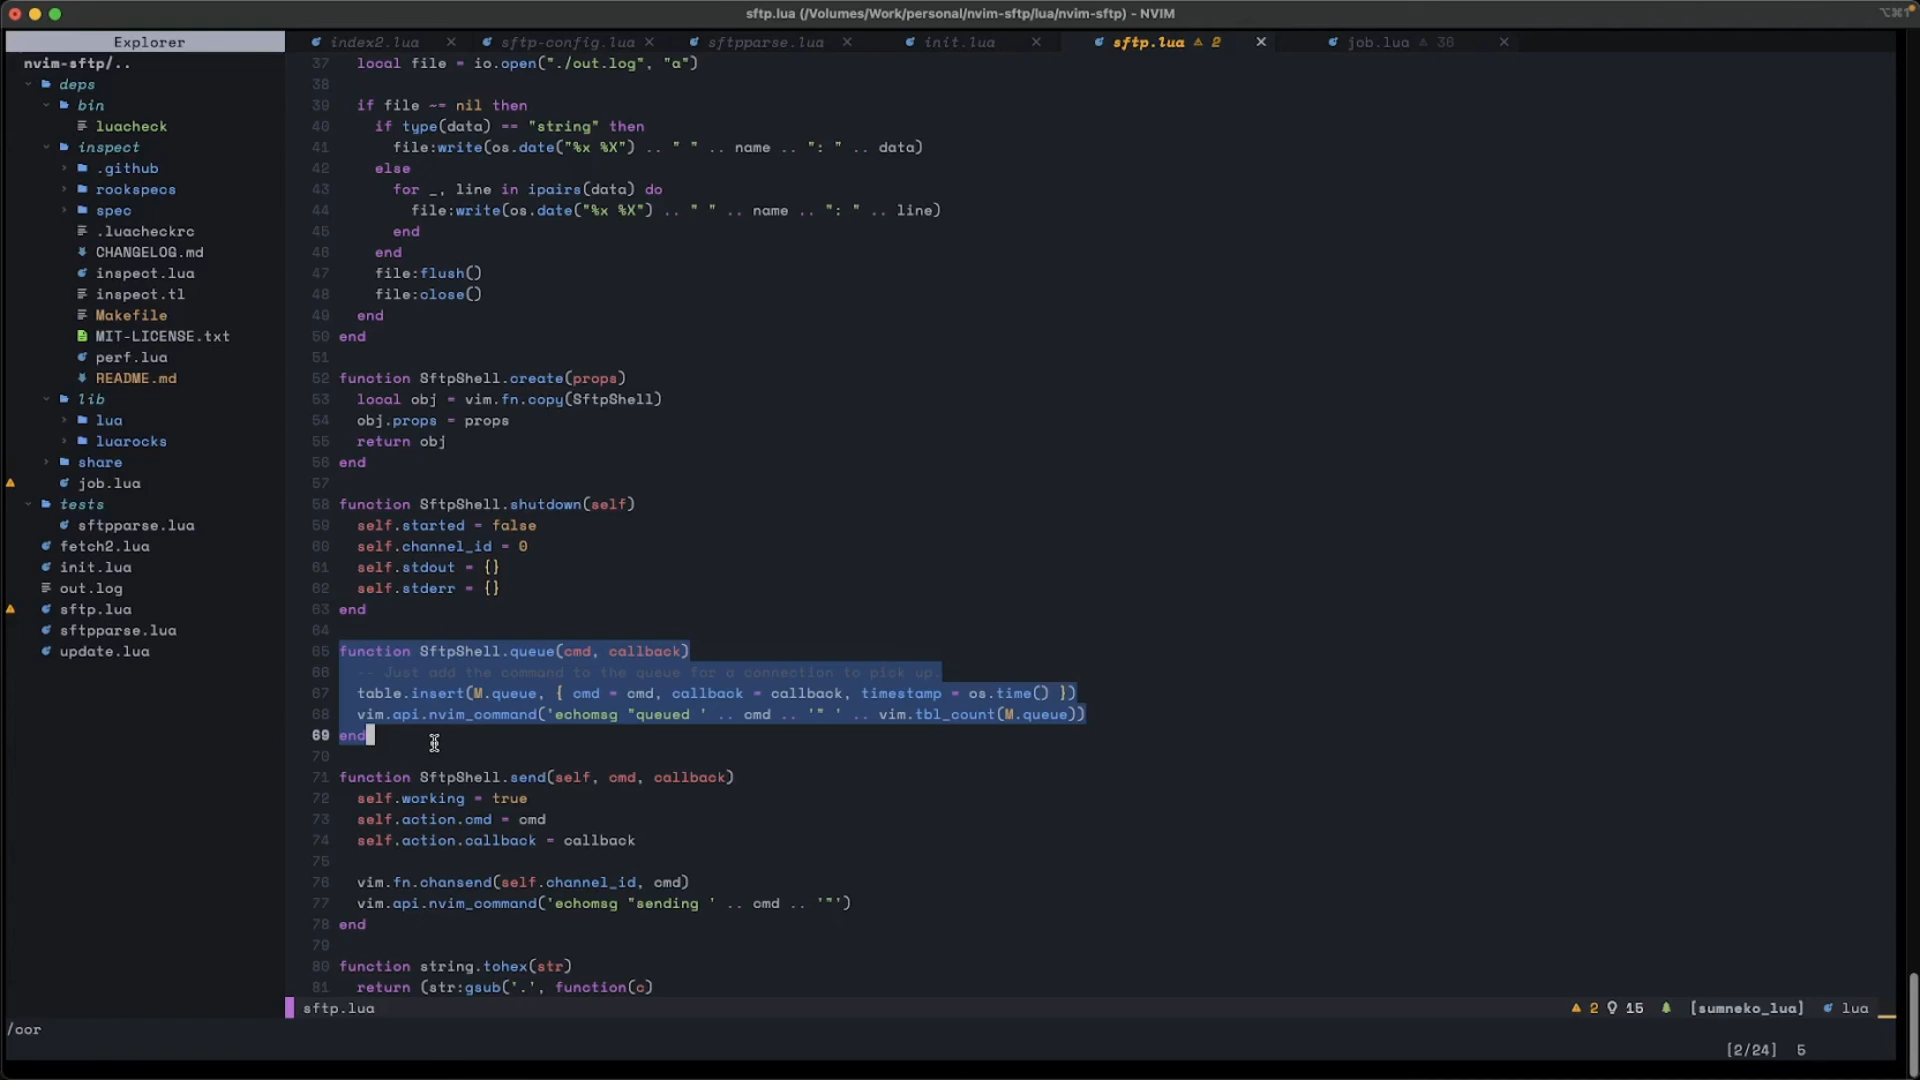 sftp.lua (/Volumes/Work/personal/nvim-sftp/lua/nvim-sftp) - NVIM
Explorer
index2.lua
sftp-config.lua
sftpparse.lua
init.lua
sftp.lua 2
job.lua 36
nvim-sftp/..
deps
bin
luacheck
inspect
.github
rockspecs
spec
.luacheckrc
CHANGELOG.md
inspect.lua
inspect.tl
Makefile
MIT-LICENSE.txt
perf.lua
README.md
lib
lua
luarocks
share
job.lua
tests
sftpparse.lua
fetch2.lua
init.lua
out.log
sftp.lua
sftpparse.lua
update.lua
37 local file = io.open("./out.log", "a")
38
39 if file ~= nil then
40 if type(data) == "string" then
41 file:write(os.date("%x %X") .. " " .. name .. ": " .. data)
42 else
43 for _, line in ipairs(data) do
44 file:write(os.date("%x %X") .. " " .. name .. ": " .. line)
45 end
46 end
47 file:flush()
48 file:close()
49 end
50 end
51
52 function SftpShell.create(props)
53 local obj = vim.fn.copy(SftpShell)
54 obj.props = props
55 return obj
56 end
57
58 function SftpShell.shutdown(self)
59 self.started = false
60 self.channel_id = 0
61 self.stdout = {}
62 self.stderr = {}
63 end
64
65 function SftpShell.queue(cmd, callback)
66 -- Just add the command to the queue for a connection to pick up.
67 table.insert(M.queue, { cmd = cmd, callback = callback, timestamp = os.time() })
68 vim.api.nvim_command('echomsg "queued ' .. cmd .. '" ' .. vim.tbl_count(M.queue))
69 end
70
71 function SftpShell.send(self, cmd, callback)
72 self.working = true
73 self.action.cmd = cmd
74 self.action.callback = callback
75
76 vim.fn.chansend(self.channel_id, cmd)
77 vim.api.nvim_command('echomsg "sending ' .. cmd .. '"')
78 end
79
80 function string.tohex(str)
81 return (str:gsub('.', function(c)
sftp.lua
2 15 [sumneko_lua] lua
/cor
[2/24] 5